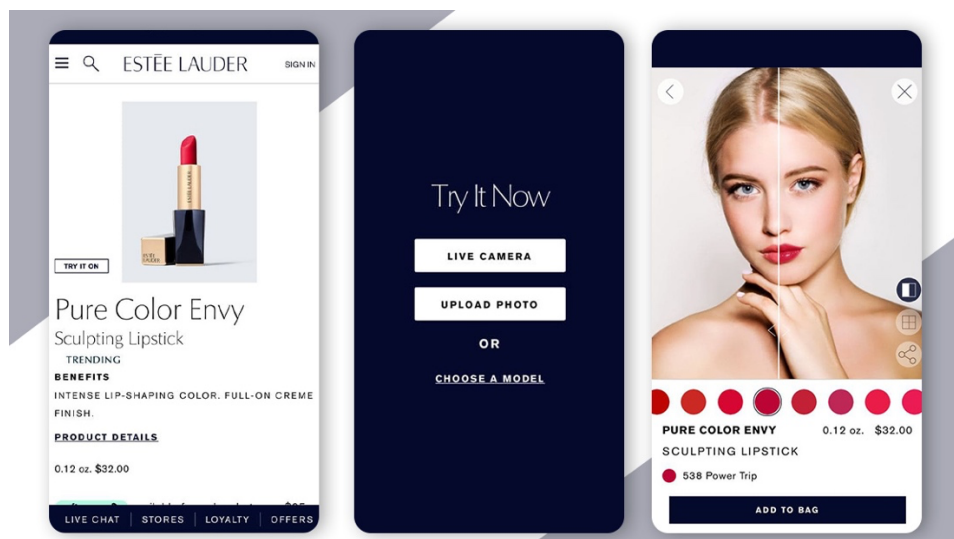 ESTĒE LAUDER
SIGN IN
TRY IT ON
Pure Color Envy
Sculpting Lipstick
TRENDING
BENEFITS
INTENSE LIP-SHAPING COLOR. FULL-ON CREME
FINISH.
PRODUCT DETAILS
0.12 oz. $32.00
LIVE CHAT
STORES
LOYALTY
OFFERS
Try It Now
LIVE CAMERA
UPLOAD PHOTO
OR
CHOOSE A MODEL
PURE COLOR ENVY 0.12 oz. $32.00
SCULPTING LIPSTICK
538 Power Trip
ADD TO BAG